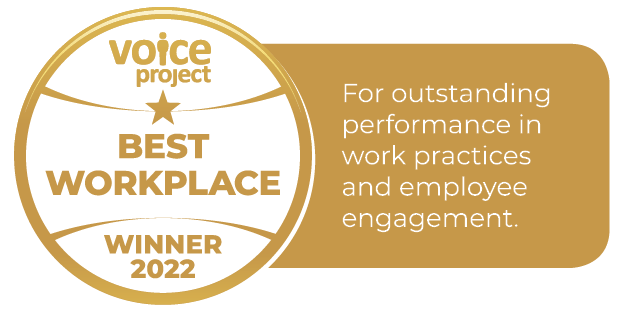 voice
project
BEST
WORKPLACE
WINNER
2022
For outstanding
performance in
work practices
and employee
engagement.